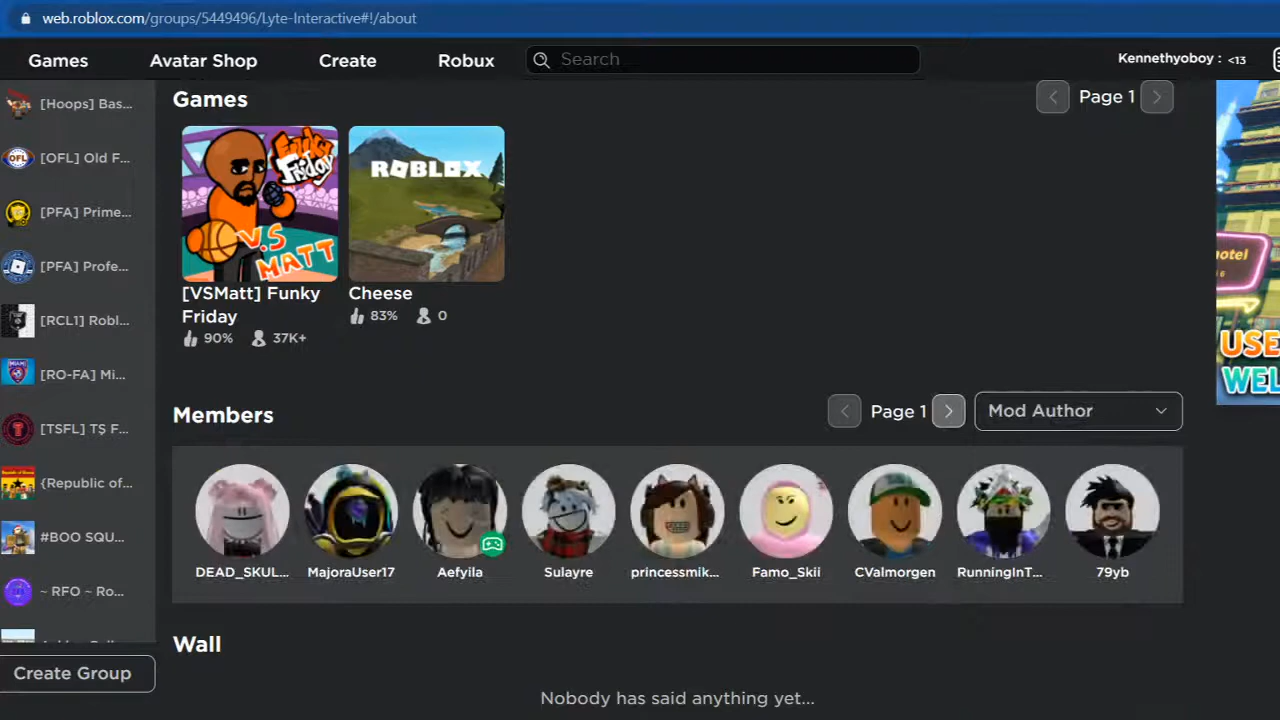 web.roblox.com/groups/5449496/Lyte-Interactive#!/about
Games Avatar Shop Create Robux Search Kennethyoboy : <13
[Hoops] Bas...
[OFL] Old F...
[PFA] Prime...
[PFA] Profe...
[RCL1] Robl...
[RO-FA] Mi...
[TSFL] TŞ F...
{Republic of...
#BOO SQU...
~ RFO ~ Ro...
Create Group
Games
Page 1
Funky
Friday
V.S
MATT
ROBLOX
[VSMatt] Funky
Friday
90% 37K+
Cheese
83% 0
Members
Page 1
Mod Author
DEAD_SKUL... MajoraUser17 Aefyila Sulayre princessmik... Famo_Skii CValmorgen RunningInT... 79yb
Wall
Nobody has said anything yet...
otel
USE
WEL